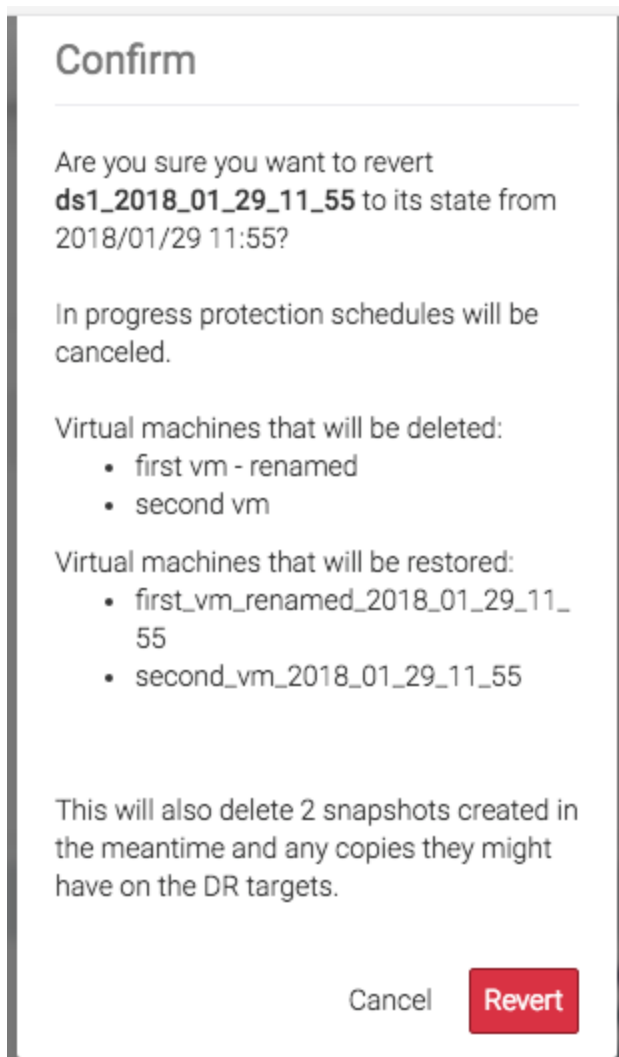 Confirm
Are you sure you want to revert
ds1_2018_01_29_11_55 to its state from
2018/01/29 11:55?
In progress protection schedules will be
canceled.
Virtual machines that will be deleted:
• first vm - renamed
• second vm
Virtual machines that will be restored:
• first_vm_renamed_2018_01_29_11_
55
• second_vm_2018_01_29_11_55
This will also delete 2 snapshots created in
the meantime and any copies they might
have on the DR targets.
Cancel Revert